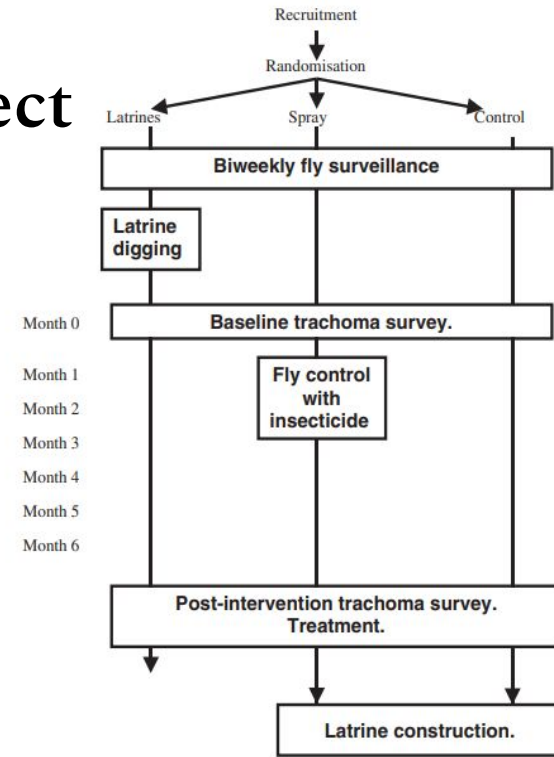 Recruitment
Randomisation
ect
Latrines Spray Control
Biweekly fly surveillance
Latrine
digging
Month 0 Baseline trachoma survey.
Month 1
Month 2
Month 3
Fly control
with
insecticide
Month 4
Month 5
Month 6
Post-intervention trachoma survey.
Treatment.
Latrine construction.